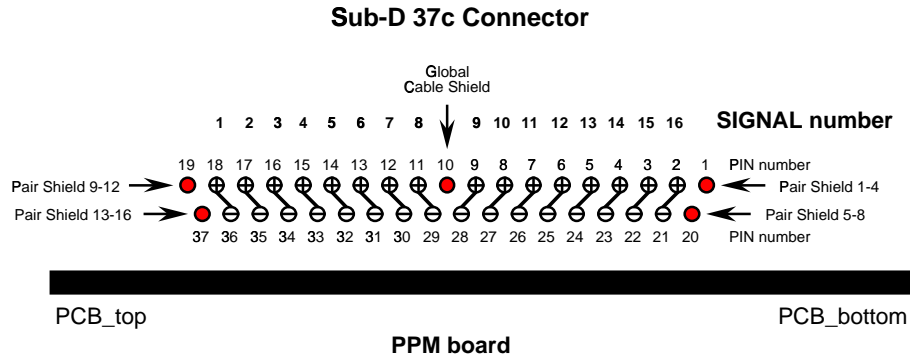 Sub-D 37c Connector
Global
Cable Shield
1 2 3 4 5 6 7 8 9 10 11 12 13 14 15 16 SIGNAL number
19 18 17 16 15 14 13 12 11 10 9 8 7 6 5 4 3 2 1 PIN number
Pair Shield 9-12 Pair Shield 1-4
Pair Shield 13-16 Pair Shield 5-8
37 36 35 34 33 32 31 30 29 28 27 26 25 24 23 22 21 20 PIN number
PCB_top PCB_bottom
PPM board